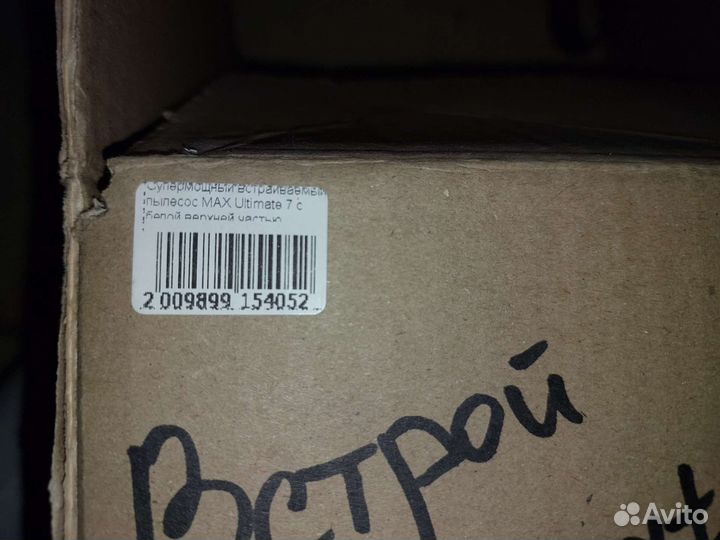 Супермощный встраиваемый
пылесос MAX Ultimate 7 с
белой верхней частью
2 009899 154052
Встрой
Avito